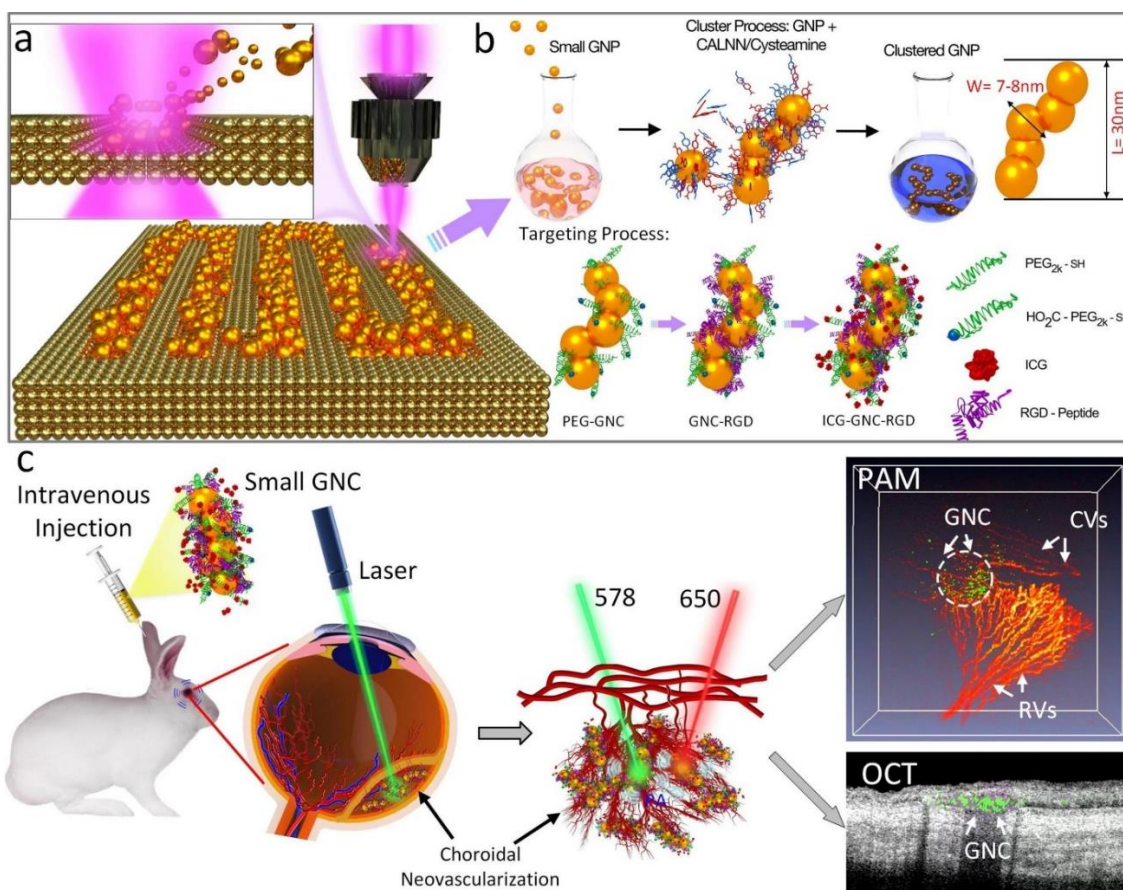 a
b
Small GNP
Cluster Process: GNP +
CALNN/Cysteamine
Clustered GNP
W= 7-8nm
L= 30nm
Targeting Process:
PEG2k - SH
HO2C - PEG2k - S
ICG
RGD - Peptide
PEG-GNC
GNC-RGD
ICG-GNC-RGD
c
Intravenous
Injection
Small GNC
Laser
578
650
Choroidal
Neovascularization
PAM
GNC
CVs
RVs
OCT
GNC